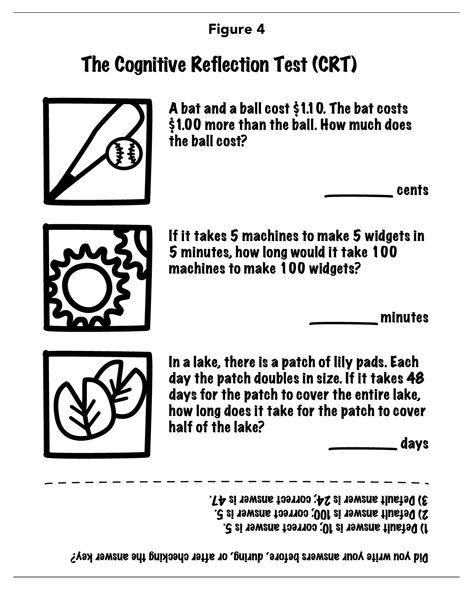 Figure 4
The Cognitive Reflection Test (CRT)
A bat and a ball cost $1.10. The bat costs
$1.00 more than the ball. How much does
the ball cost?
__________ cents
If it takes 5 machines to make 5 widgets in
5 minutes, how long would it take 100
machines to make 100 widgets?
__________ minutes
In a lake, there is a patch of lily pads. Each
day the patch doubles in size. If it takes 48
days for the patch to cover the entire lake,
how long does it take for the patch to cover
half of the lake?
__________ days
Did you write your answers before, during, or after checking the answer key?
1) Default answer is 10; correct answer is 5.
2) Default answer is 100; correct answer is 5.
3) Default answer is 24; correct answer is 47.